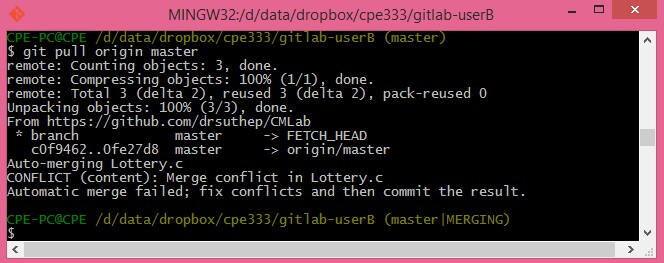 MINGW32:/d/data/dropbox/cpe333/gitlab-userB
CPE-PC@CPE /d/data/dropbox/cpe333/gitlab-userB (master)
$ git pull origin master
remote: Counting objects: 3, done.
remote: Compressing objects: 100% (1/1), done.
remote: Total 3 (delta 2), reused 3 (delta 2), pack-reused 0
Unpacking objects: 100% (3/3), done.
From https://github.com/drsuthep/CMLab
 * branch            master     -> FETCH_HEAD
   c0f9462..0fe27d8  master     -> origin/master
Auto-merging Lottery.c
CONFLICT (content): Merge conflict in Lottery.c
Automatic merge failed; fix conflicts and then commit the result.
CPE-PC@CPE /d/data/dropbox/cpe333/gitlab-userB (master|MERGING)
$